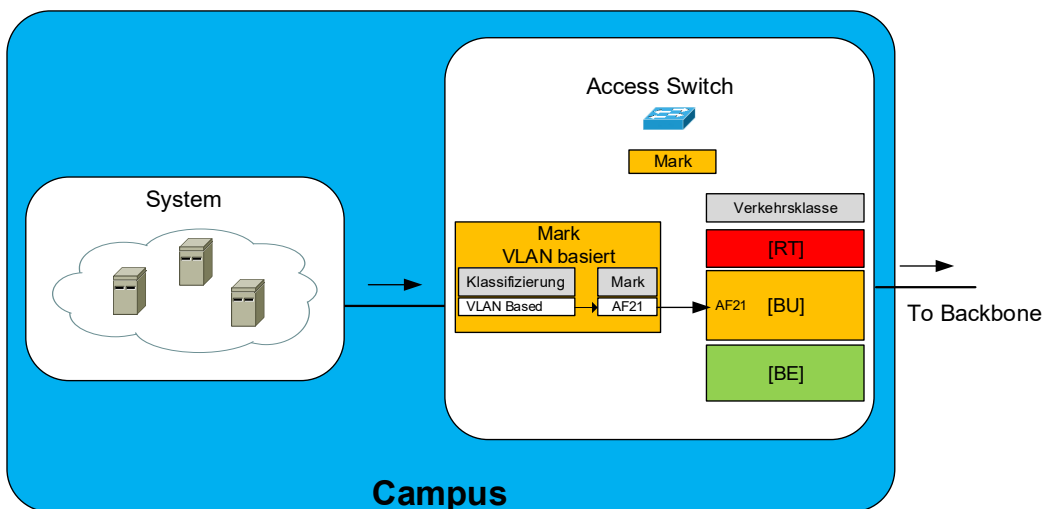 Access Switch
Mark
System
Verkehrsklasse
Mark
VLAN basiert
[RT]
Klassifizierung
Mark
VLAN Based
AF21
AF21
[BU]
To Backbone
[BE]
Campus